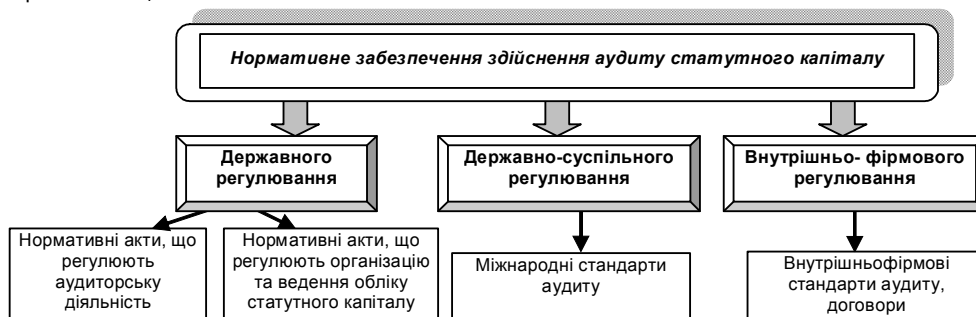 Нормативне забезпечення здійснення аудиту статутного капіталу
Державного
регулювання
Державно-суспільного
регулювання
Внутрішньо- фірмового
регулювання
Нормативні акти, що
регулюють
аудиторську
діяльність
Нормативні акти, що
регулюють організацію
та ведення обліку
статутного капіталу
Міжнародні стандарти
аудиту
Внутрішньофірмові
стандарти аудиту,
договори